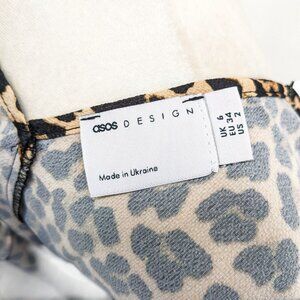 asos DESIGN
Made in Ukraine
UK 6
EU 34
US 2